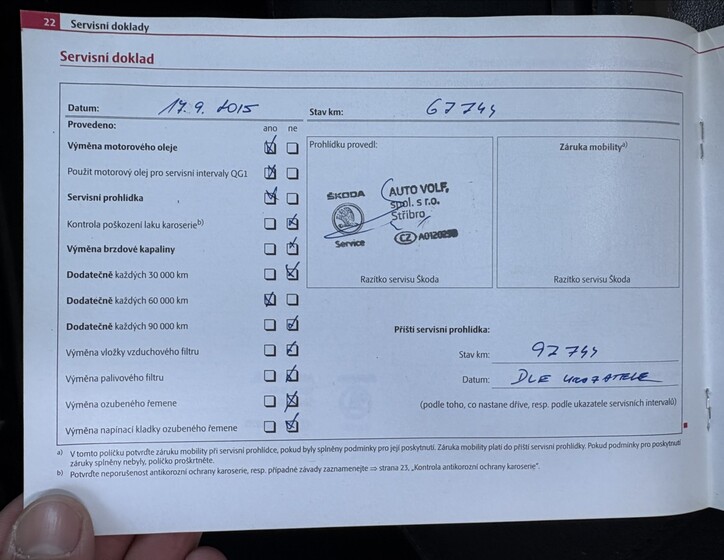 22 Servisní doklady
Servisní doklad
Datum: 17.9. 2015 Stav km: 67744
Provedeno: ano ne
Výměna motorového oleje
Použit motorový olej pro servisní intervaly QG1
Servisní prohlídka
Kontrola poškození laku karoserie b)
Výměna brzdové kapaliny
Dodatečně každých 30 000 km
Dodatečně každých 60 000 km
Dodatečně každých 90 000 km
Výměna vložky vzduchového filtru
Výměna palivového filtru
Výměna ozubeného řemene
Výměna napínací kladky ozubeného řemene
Prohlídku provedl:
ŠKODA
Service
AUTO VOLF,
spol. s r.o.
Stříbro
CZ
Razítko servisu Škoda
Záruka mobility a)
Razítko servisu Škoda
Příští servisní prohlídka:
Stav km: 92744
Datum: DLE UKAZATELE
(podle toho, co nastane dříve, resp. podle ukazatele servisních intervalů)
a) V tomto políčku potvrďte záruku mobility při servisní prohlídce, pokud byly splněny podmínky pro její poskytnutí. Záruka mobility platí do příští servisní prohlídky. Pokud podmínky pro poskytnutí
záruky splněny nebyly, políčko proškrtněte.
b) Potvrďte neporušenost antikorozní ochrany karoserie, resp. případné závady zaznamenejte ⇒ strana 23, „Kontrola antikorozní ochrany karoserie“.